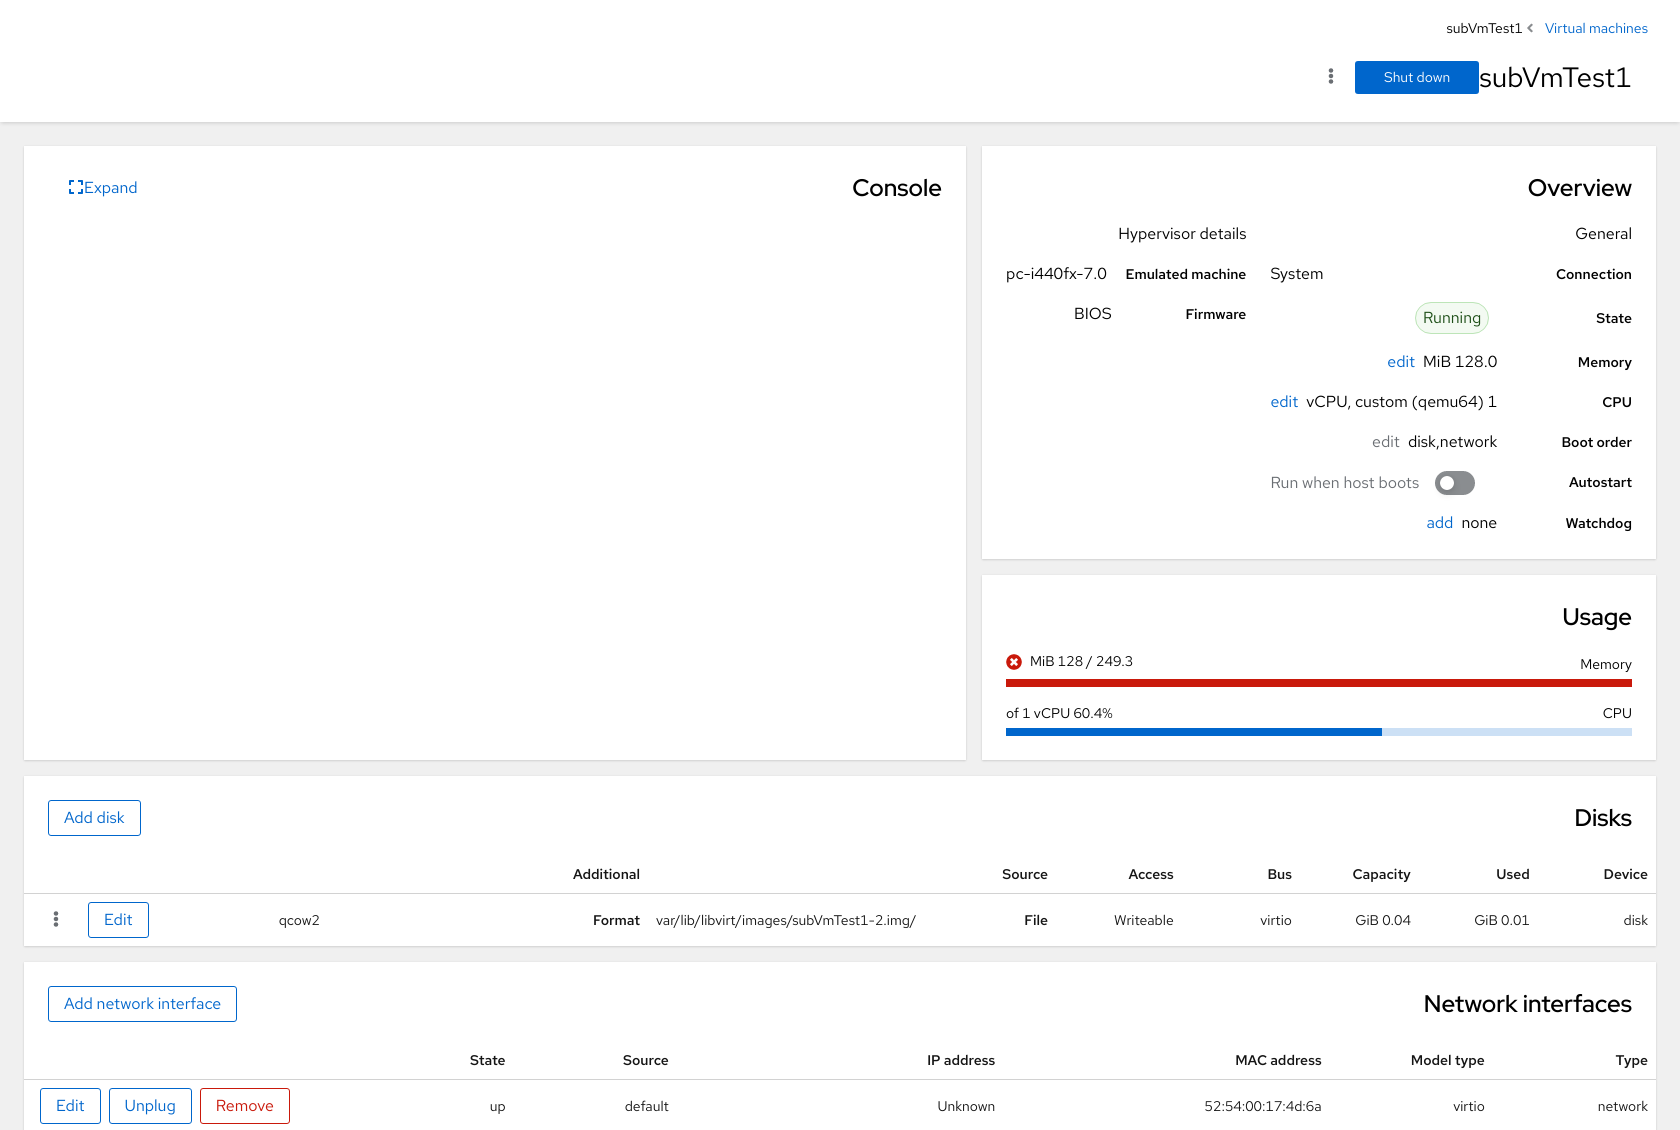 subVmTest1 < Virtual machines
subVmTest1 Shut down
Console Expand
Overview
General
Connection System
State Running
Memory MiB 128.0 edit
CPU vCPU, custom (qemu64) 1 edit
Boot order disk,network edit
Autostart Run when host boots
Watchdog none add
Hypervisor details
Emulated machine pc-i440fx-7.0
Firmware BIOS
Usage
Memory MiB 128 / 249.3
CPU of 1 vCPU 60.4%
Disks Add disk
Device Used Capacity Bus Access Source Additional
disk GiB 0.01 GiB 0.04 virtio Writeable File var/lib/libvirt/images/subVmTest1-2.img/ Format qcow2 Edit
Network interfaces Add network interface
Type Model type MAC address IP address Source State
network virtio 52:54:00:17:4d:6a Unknown default up Remove Unplug Edit